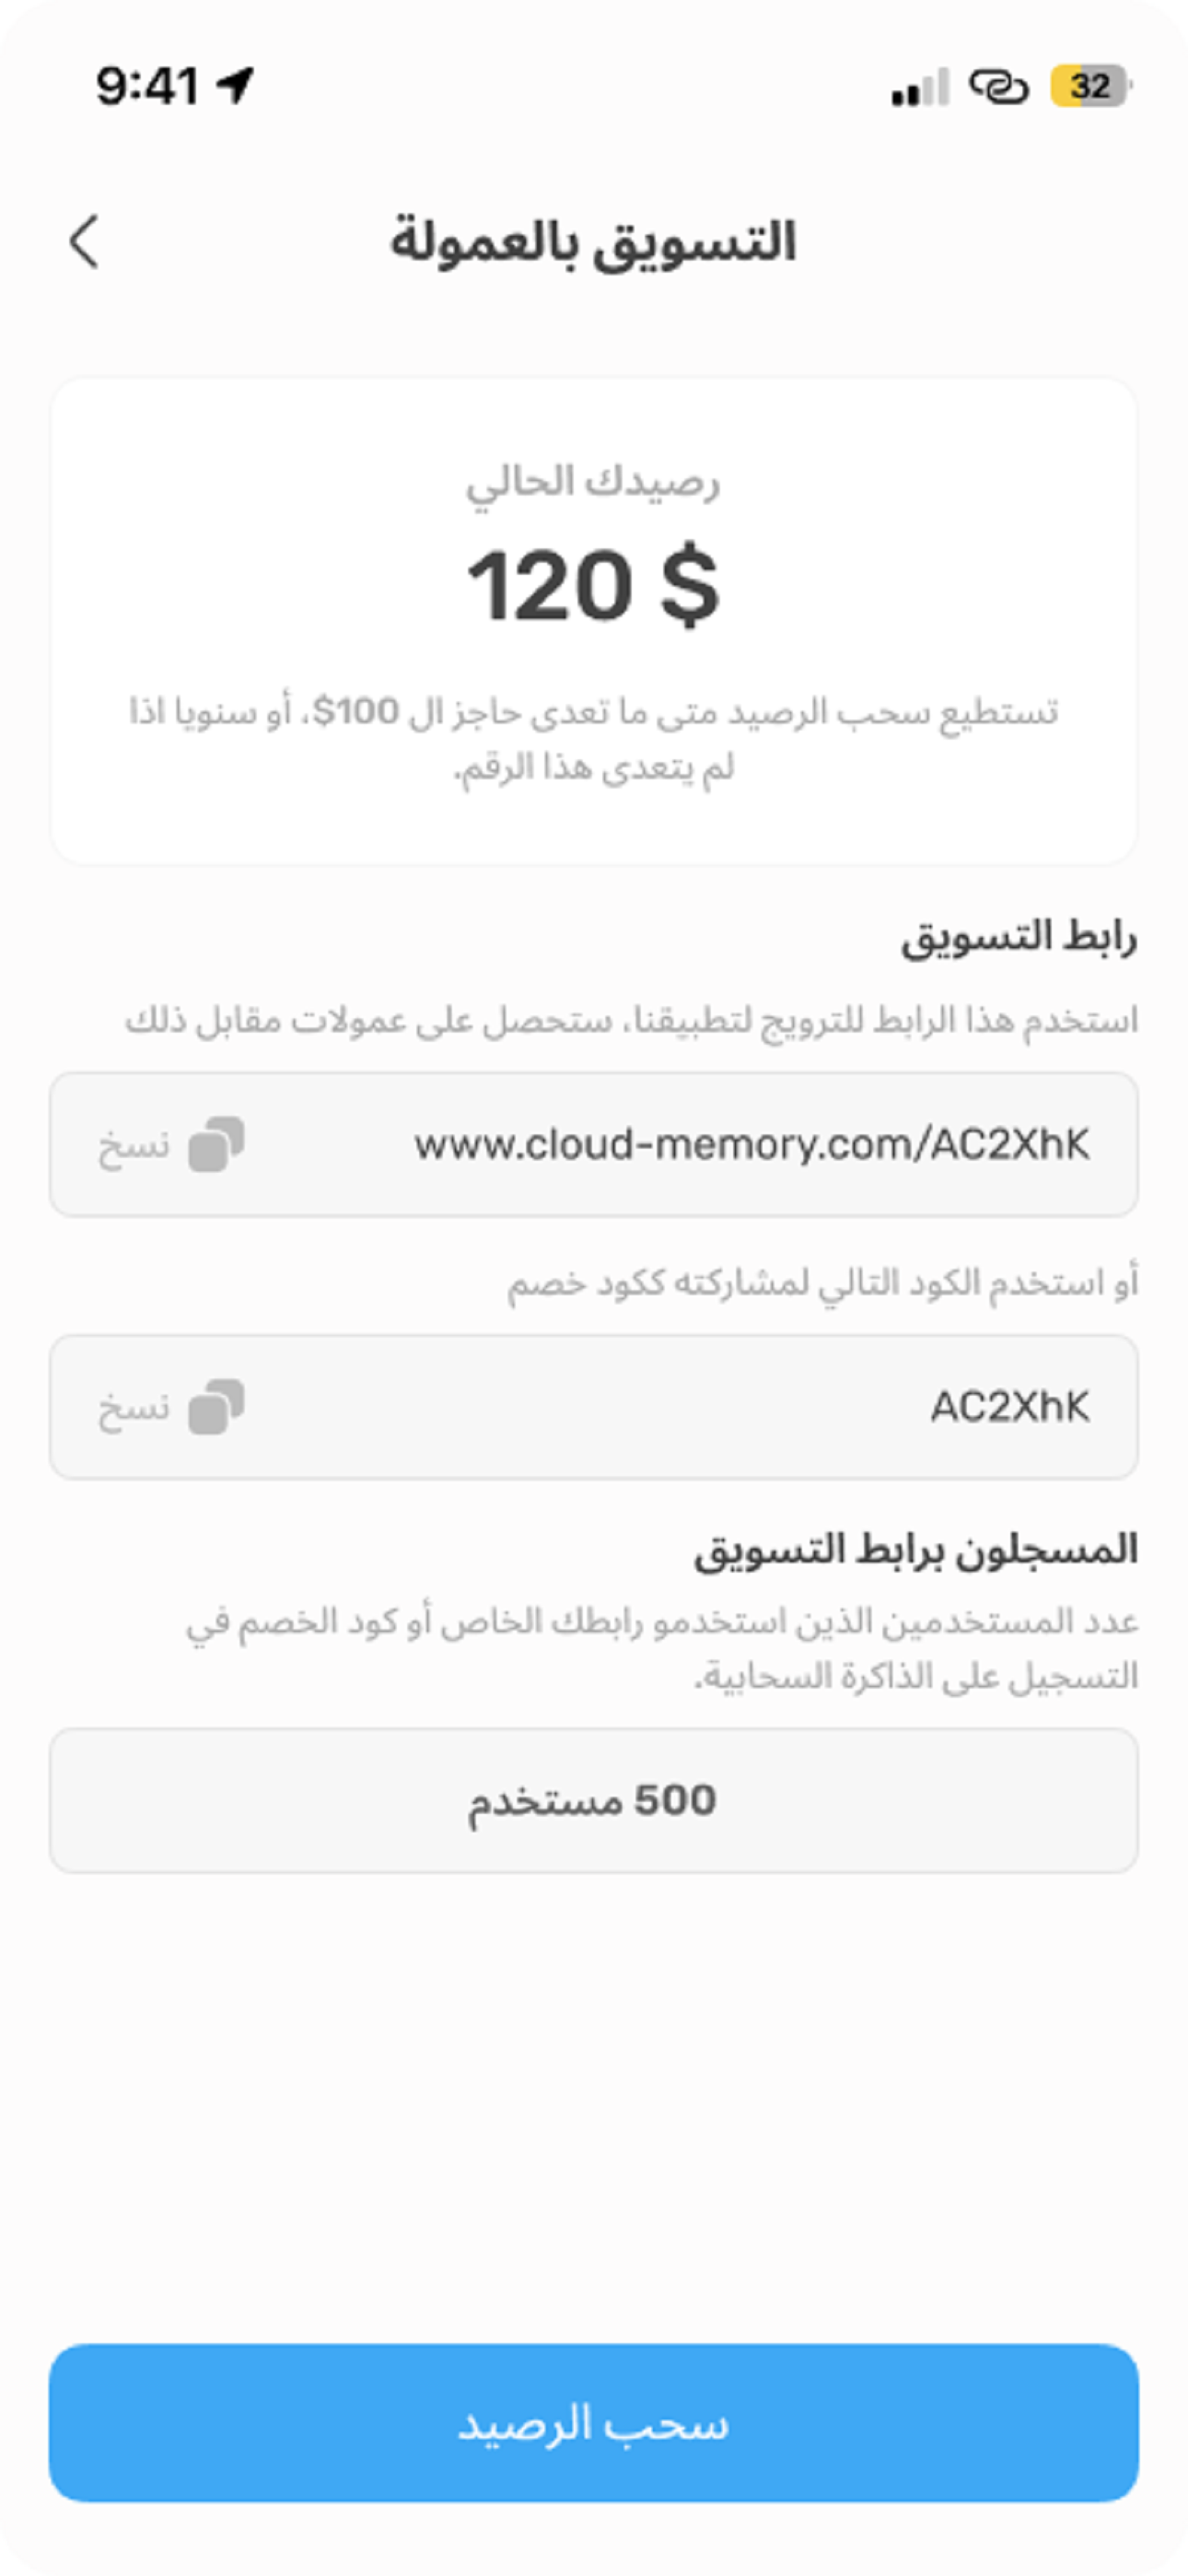 9:41
32
التسويق بالعمولة
رصيدك الحالي
120 $
تستطيع سحب الرصيد متى ما تعدى حاجز ال 100$، أو سنويا اذا
لم يتعدى هذا الرقم.
رابط التسويق
استخدم هذا الرابط للترويج لتطبيقنا، ستحصل على عمولات مقابل ذلك
www.cloud-memory.com/AC2XhK
نسخ
أو استخدم الكود التالي لمشاركته ككود خصم
AC2XhK
نسخ
المسجلون برابط التسويق
عدد المستخدمين الذين استخدمو رابطك الخاص أو كود الخصم في
التسجيل على الذاكرة السحابية.
500 مستخدم
سحب الرصيد